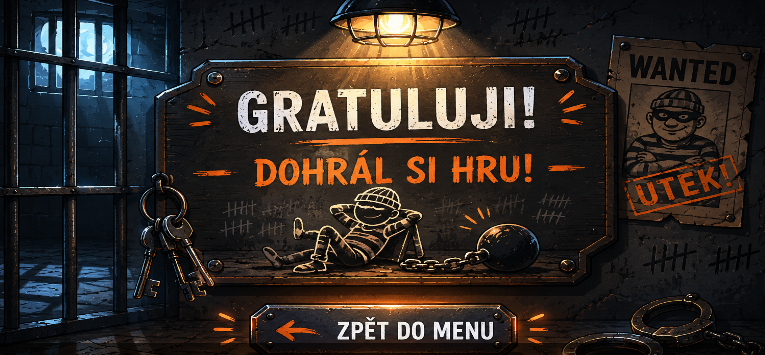 GRATULUJI!
DOHRÁL SI HRU!
WANTED
UTEK!
ZPĚT DO MENU